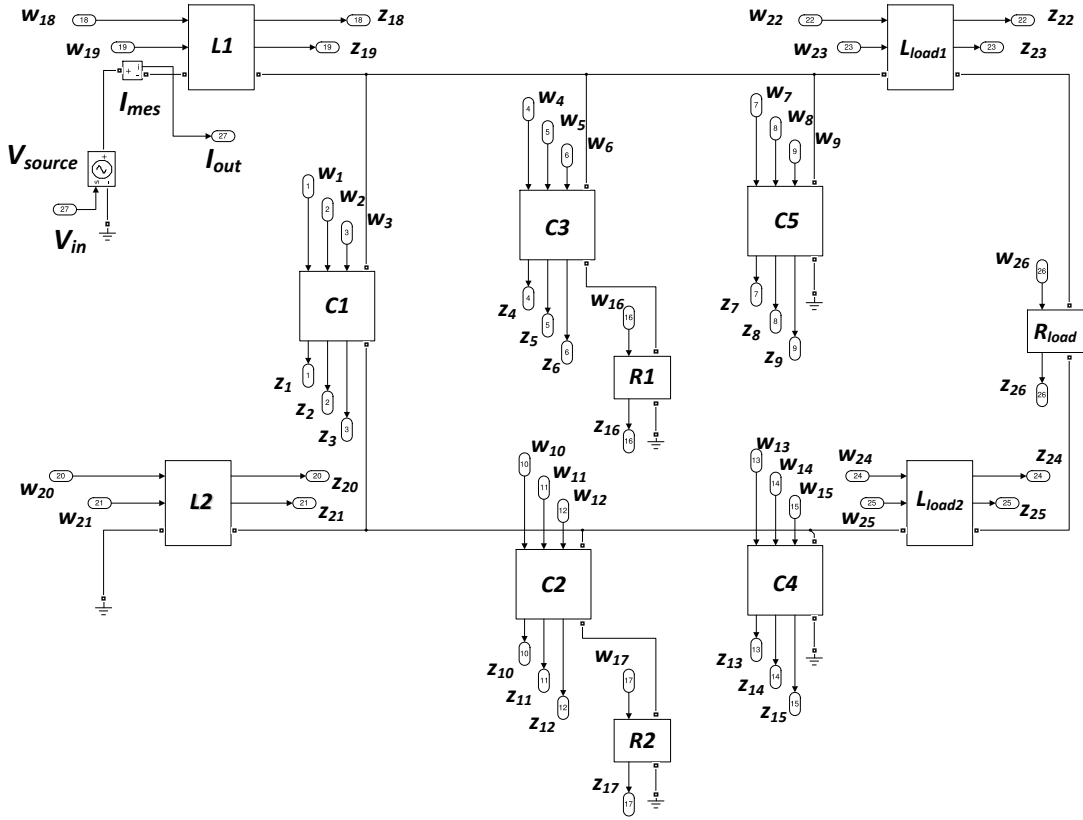 w18 18 L1 18 z18
w19 19 19 z19
w22 22 Lload1 22 z22
w23 23 23 z23
+ i -
Imes
27
Iout
Vsource
+ s -
27
Vin
w4 4
w5 5
w6 6
w7 7
w8 8
w9 9
w1 1
w2 2
w3 3
C3
C5
C1
z4 4
z5 5
z6 6
z7 7
z8 8
z9 9
w16 16
w26 26
Rload
z26 26
R1
z16 16
z1 1
z2 2
z3 3
w20 20 L2 20 z20
w21 21 21 z21
w10 10
w11 11
w12 12
w13 13
w14 14
w15 15
w24 24 Lload2 24 z24
w25 25 25 z25
C2
C4
z10 10
z11 11
z12 12
z13 13
z14 14
z15 15
w17 17
R2
z17 17